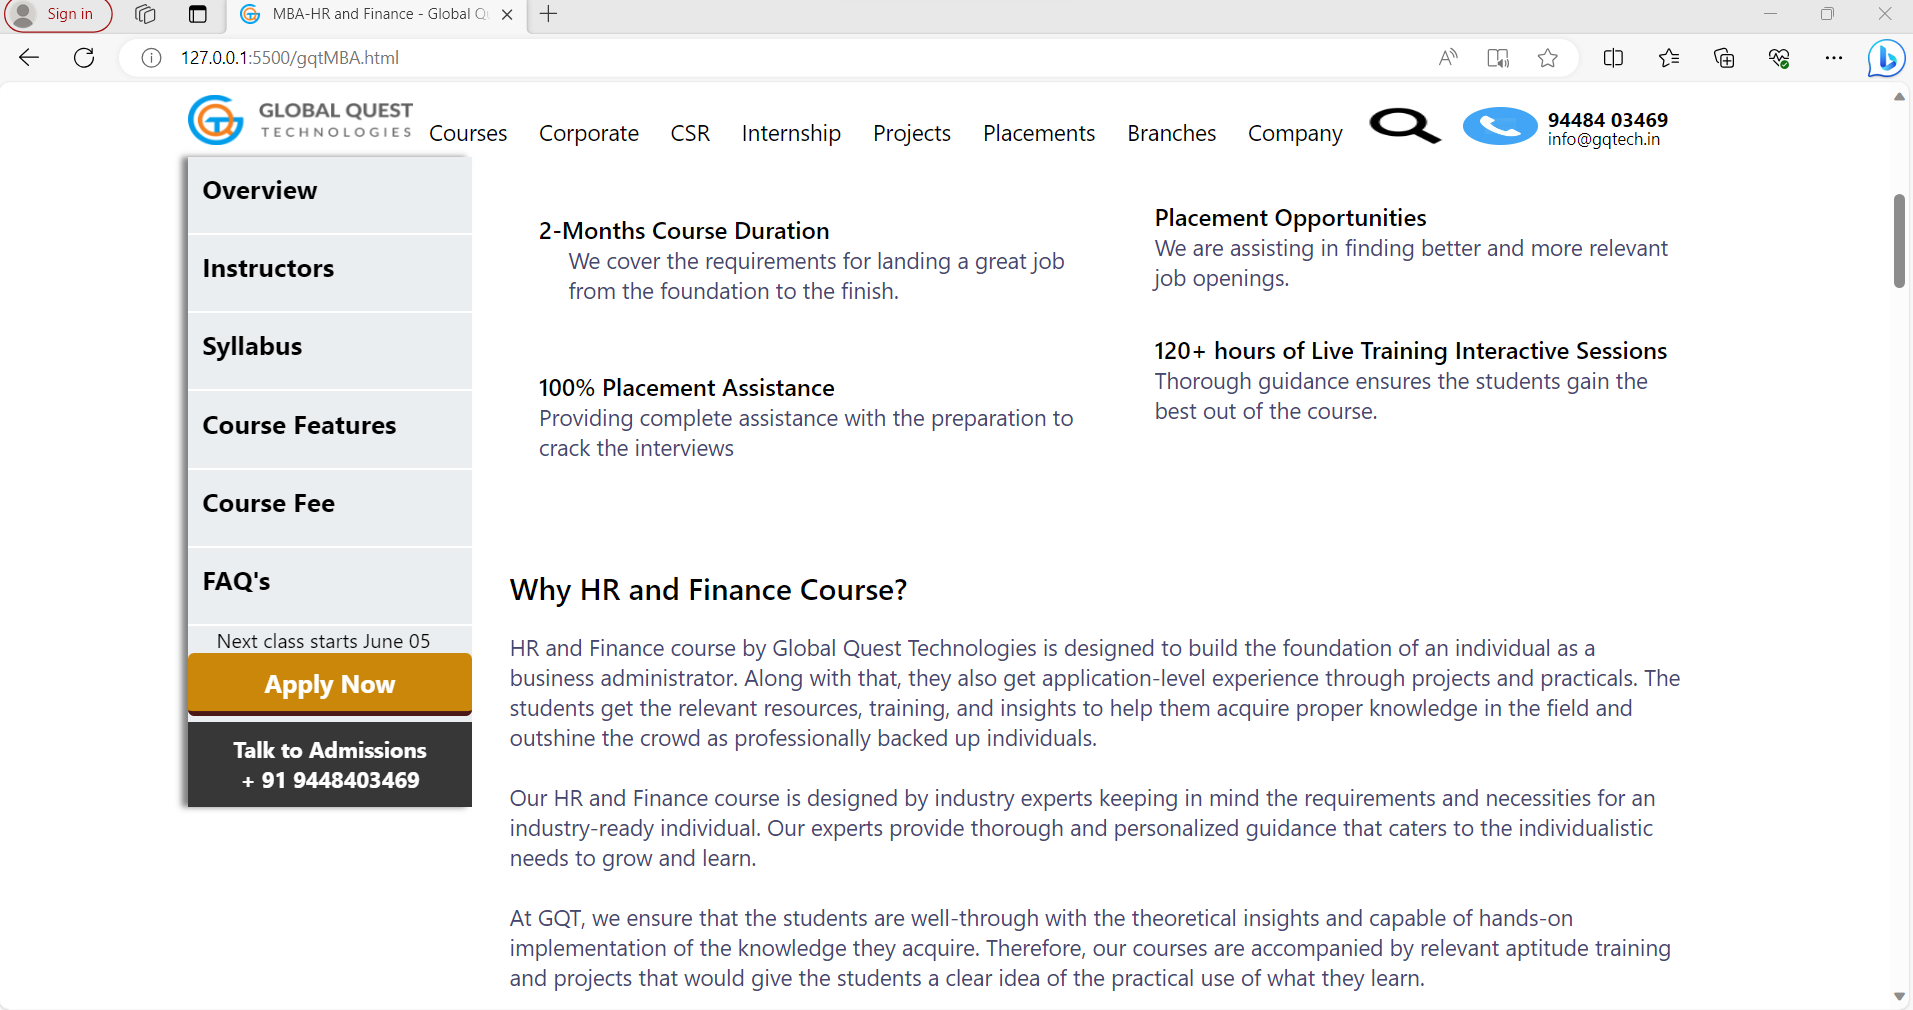 Sign in
MBA-HR and Finance - Global Qu
127.0.0.1:5500/gqtMBA.html
GLOBAL QUEST
TECHNOLOGIES
Courses Corporate CSR Internship Projects Placements Branches Company
94484 03469
info@gqtech.in
Overview
Instructors
Syllabus
Course Features
Course Fee
FAQ's
Next class starts June 05
Apply Now
Talk to Admissions
+ 91 9448403469
2-Months Course Duration
We cover the requirements for landing a great job
from the foundation to the finish.
100% Placement Assistance
Providing complete assistance with the preparation to
crack the interviews
Placement Opportunities
We are assisting in finding better and more relevant
job openings.
120+ hours of Live Training Interactive Sessions
Thorough guidance ensures the students gain the
best out of the course.
Why HR and Finance Course?
HR and Finance course by Global Quest Technologies is designed to build the foundation of an individual as a
business administrator. Along with that, they also get application-level experience through projects and practicals. The
students get the relevant resources, training, and insights to help them acquire proper knowledge in the field and
outshine the crowd as professionally backed up individuals.
Our HR and Finance course is designed by industry experts keeping in mind the requirements and necessities for an
industry-ready individual. Our experts provide thorough and personalized guidance that caters to the individualistic
needs to grow and learn.
At GQT, we ensure that the students are well-through with the theoretical insights and capable of hands-on
implementation of the knowledge they acquire. Therefore, our courses are accompanied by relevant aptitude training
and projects that would give the students a clear idea of the practical use of what they learn.